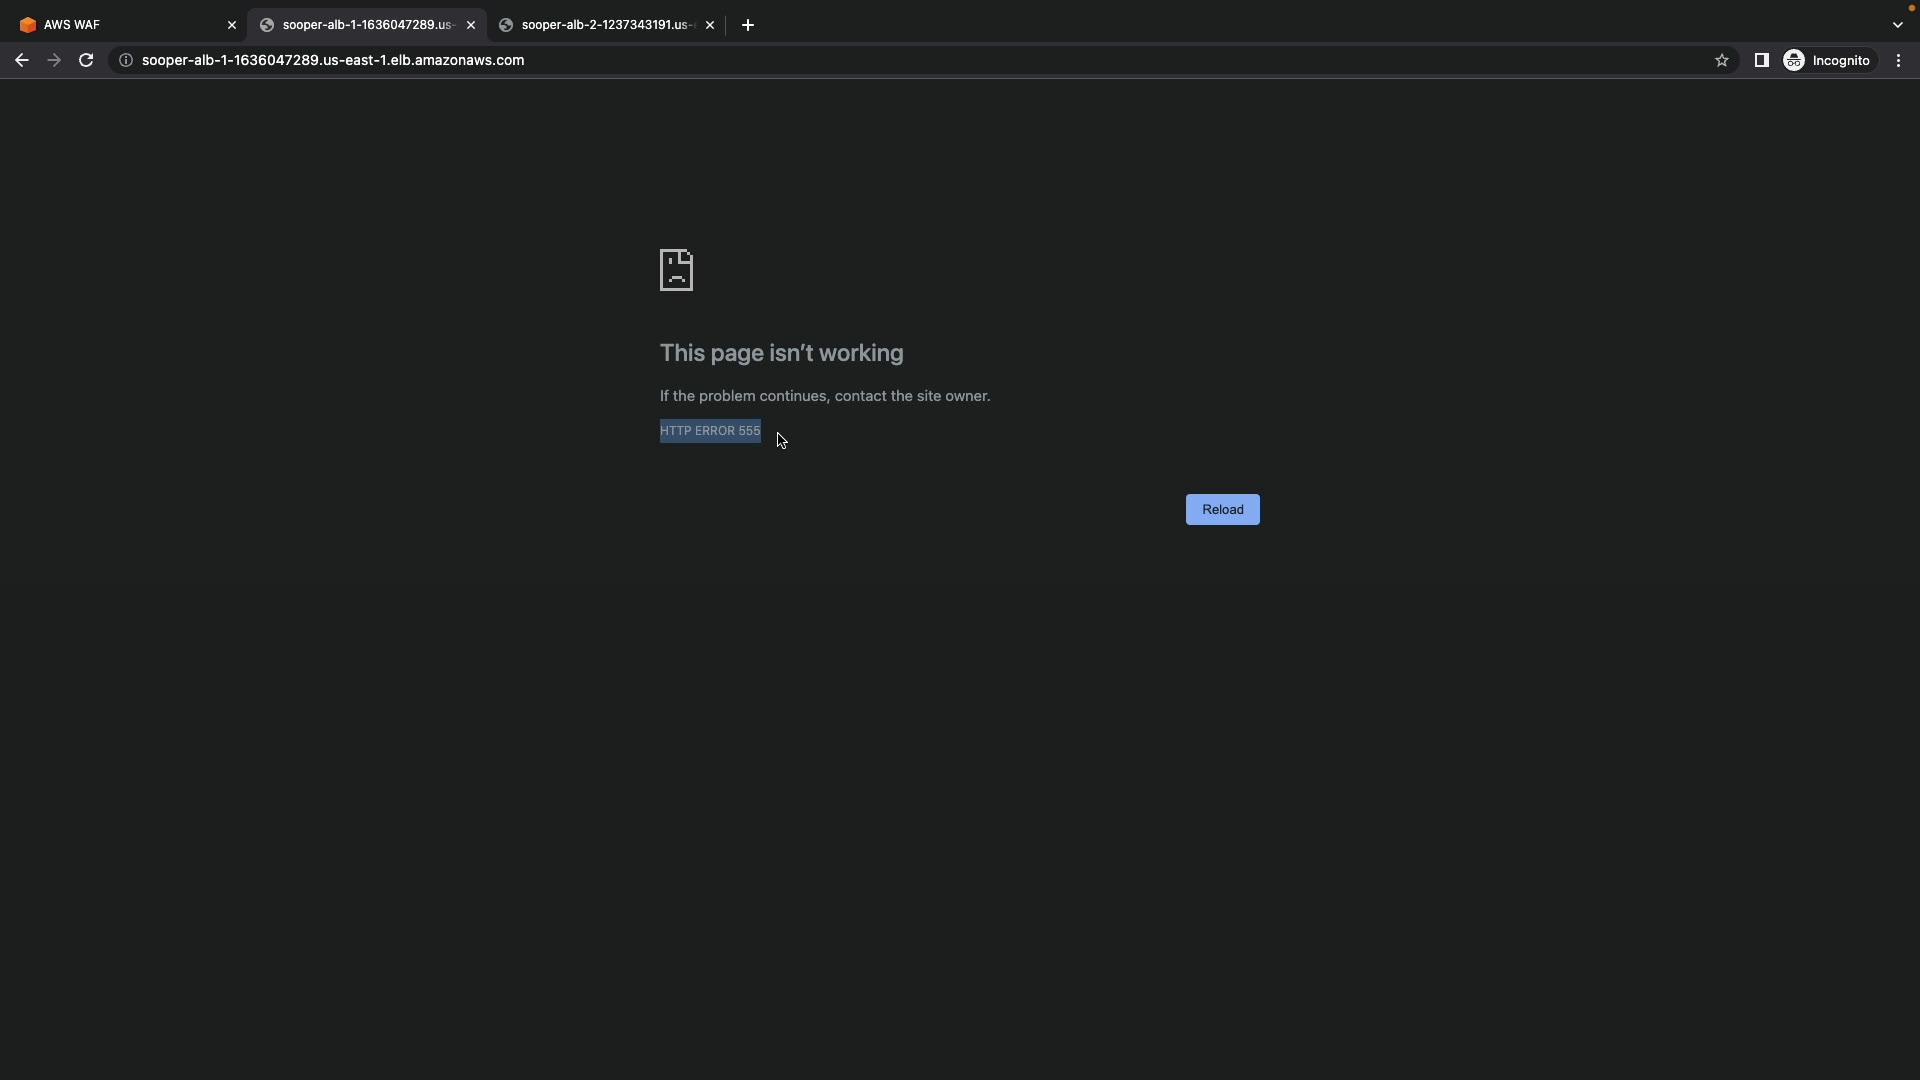 AWS WAF
sooper-alb-1-1636047289.us-
sooper-alb-2-1237343191.us-
sooper-alb-1-1636047289.us-east-1.elb.amazonaws.com
Incognito
This page isn’t working
If the problem continues, contact the site owner.
HTTP ERROR 555
Reload